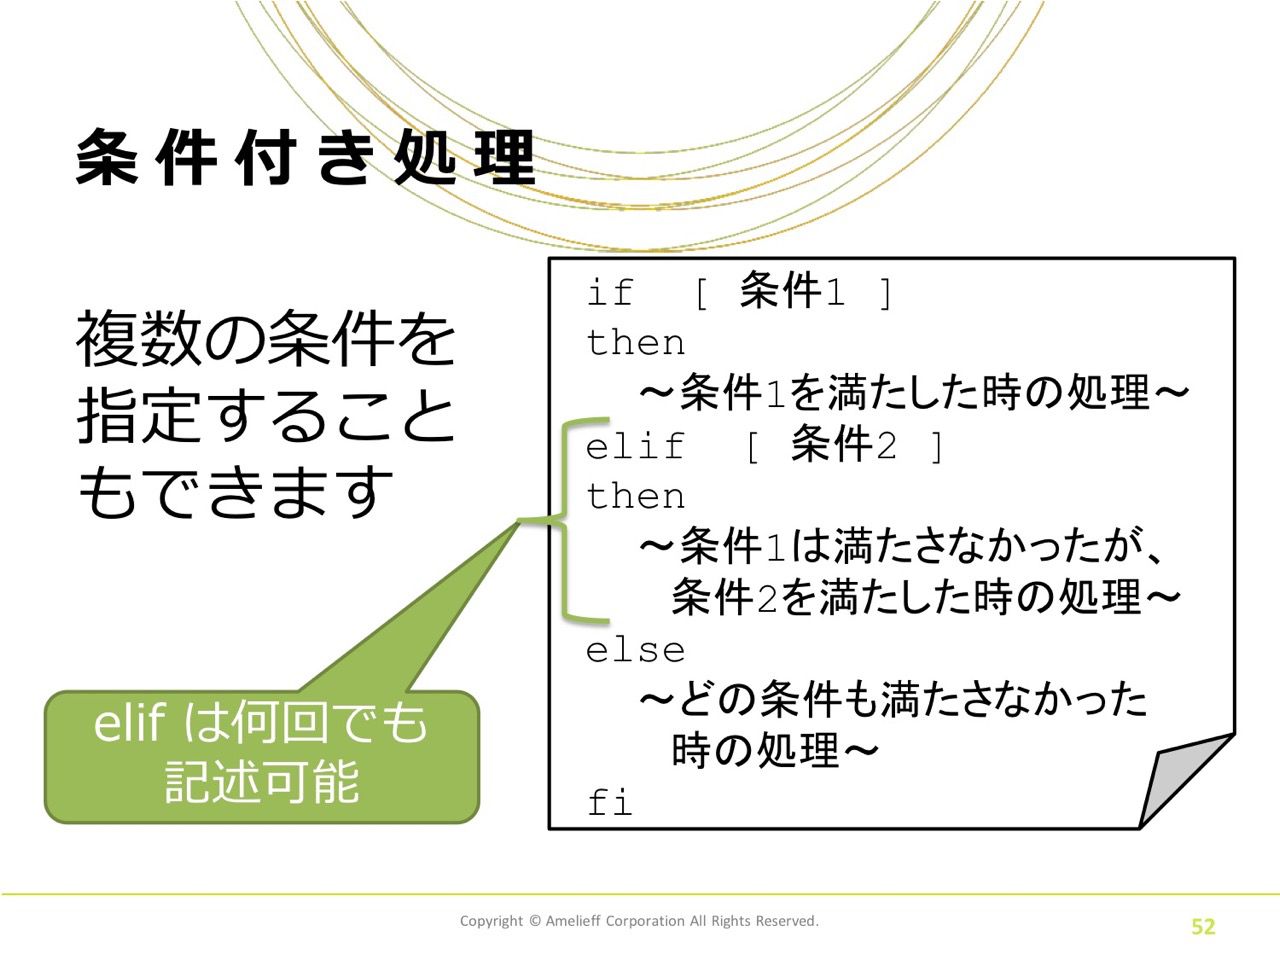 条件付き処理
複数の条件を
指定すること
もできます
if [ 条件1 ]
then
～条件1を満たした時の処理～
elif [ 条件2 ]
then
～条件1は満たさなかったが、
条件2を満たした時の処理～
else
～どの条件も満たさなかった
時の処理～
fi
elif は何回でも
記述可能
Copyright © Amelieff Corporation All Rights Reserved.
52